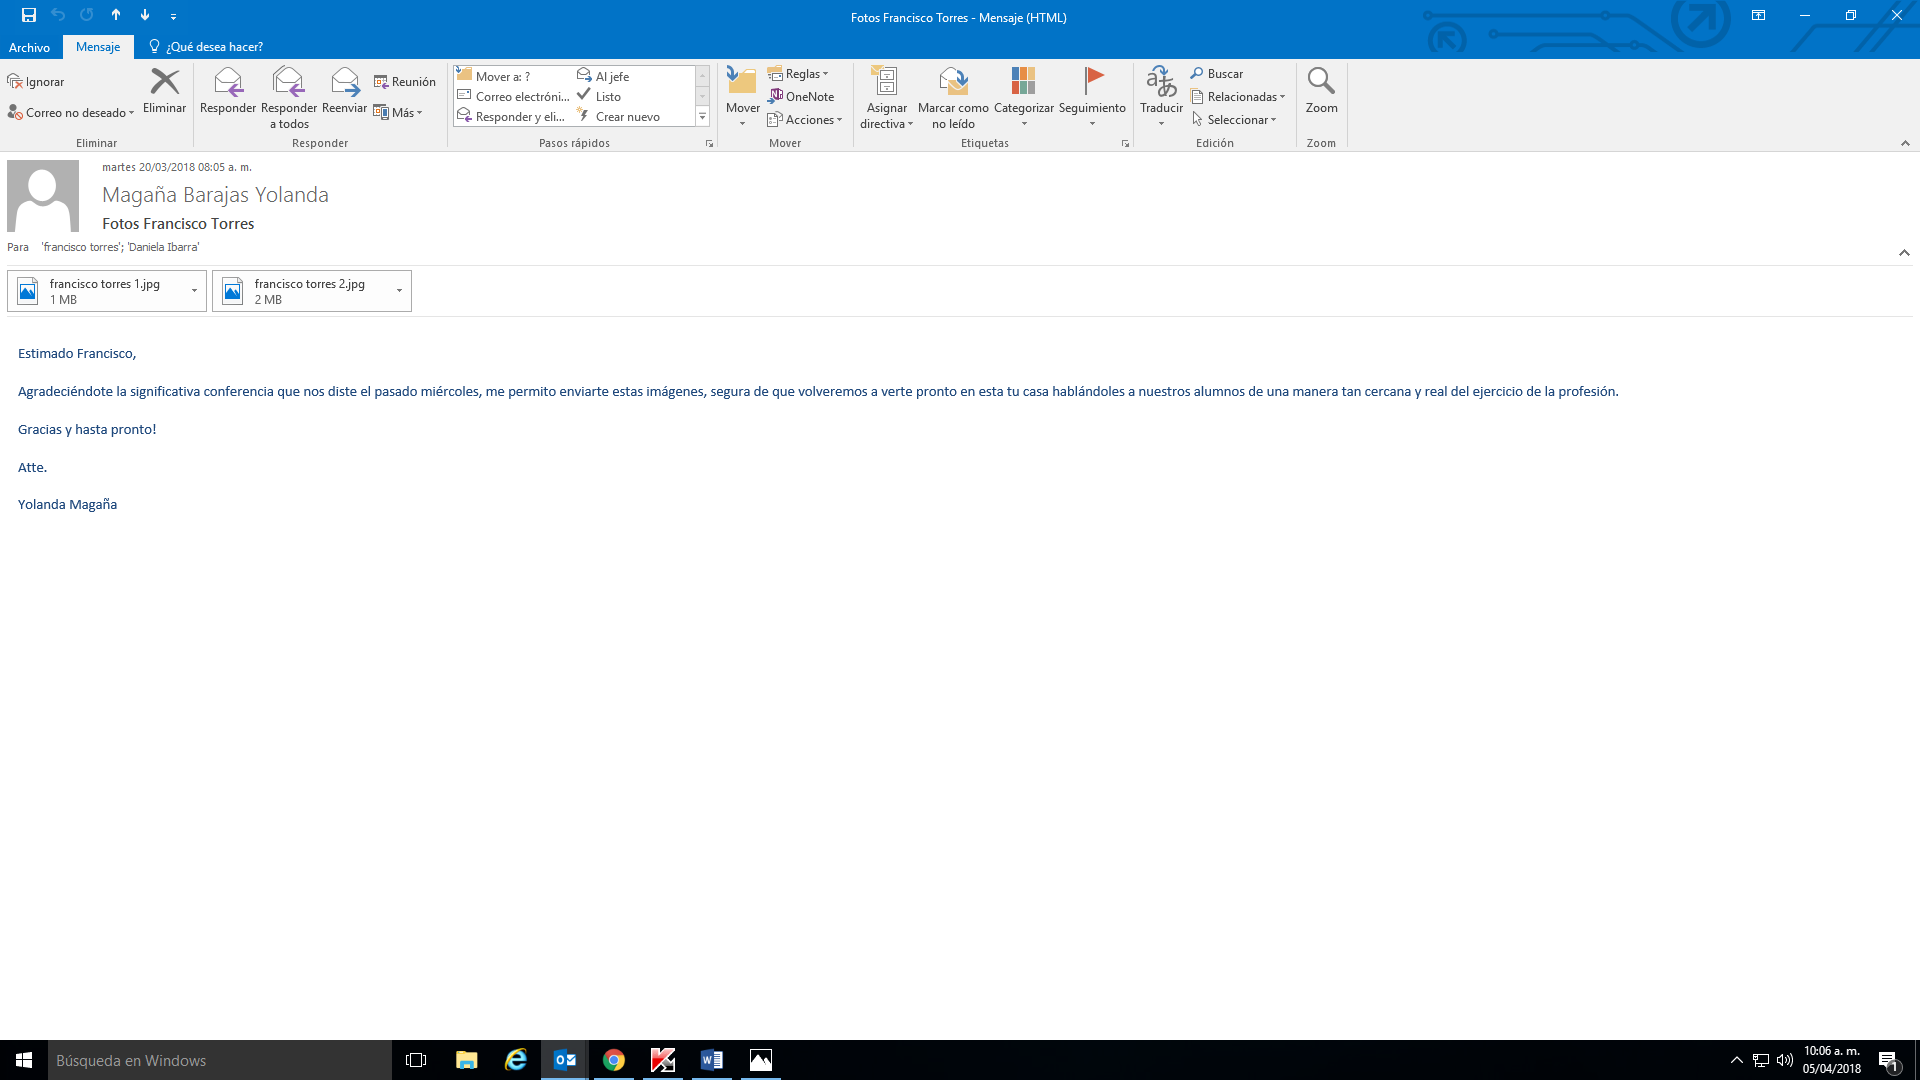 Fotos Francisco Torres - Mensaje (HTML)
Archivo
Mensaje
¿Qué desea hacer?
Ignorar
Correo no deseado
Eliminar
Eliminar
Responder
Responder a todos
Reenviar
Reunión
Más
Responder
Mover a: ?
Al jefe
Correo electróni...
Listo
Responder y eli...
Crear nuevo
Pasos rápidos
Mover
Reglas
OneNote
Acciones
Mover
Asignar directiva
Marcar como no leído
Categorizar
Seguimiento
Etiquetas
Traducir
Buscar
Relacionadas
Seleccionar
Edición
Zoom
Zoom
martes 20/03/2018 08:05 a. m.
Magaña Barajas Yolanda
Fotos Francisco Torres
Para 'francisco torres'; 'Daniela Ibarra'
francisco torres 1.jpg
1 MB
francisco torres 2.jpg
2 MB
Estimado Francisco,
Agradeciéndote la significativa conferencia que nos diste el pasado miércoles, me permito enviarte estas imágenes, segura de que volveremos a verte pronto en esta tu casa hablándoles a nuestros alumnos de una manera tan cercana y real del ejercicio de la profesión.
Gracias y hasta pronto!
Atte.
Yolanda Magaña
Búsqueda en Windows
10:06 a. m.
05/04/2018
1